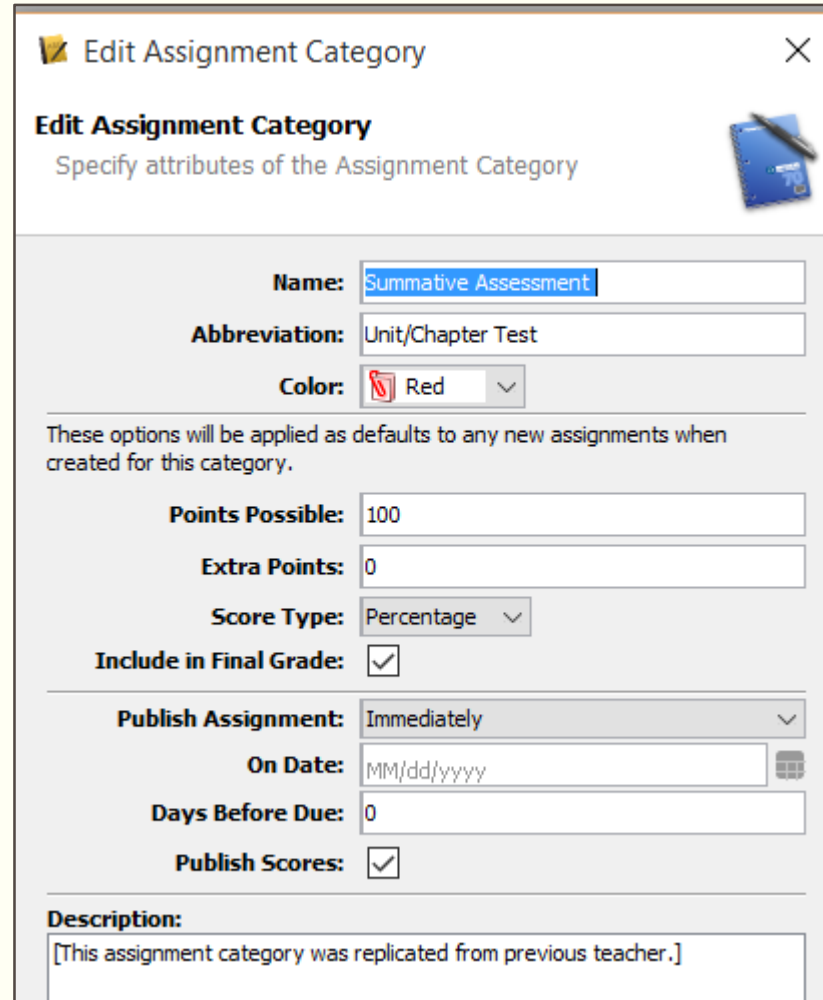 Edit Assignment Category
Edit Assignment Category
Specify attributes of the Assignment Category
70
Name: Summative Assessment
Abbreviation: Unit/Chapter Test
Color: Red
These options will be applied as defaults to any new assignments when
created for this category.
Points Possible: 100
Extra Points: 0
Score Type: Percentage
Include in Final Grade:
Publish Assignment: Immediately
On Date: MM/dd/yyyy
Days Before Due: 0
Publish Scores:
Description:
[This assignment category was replicated from previous teacher.]